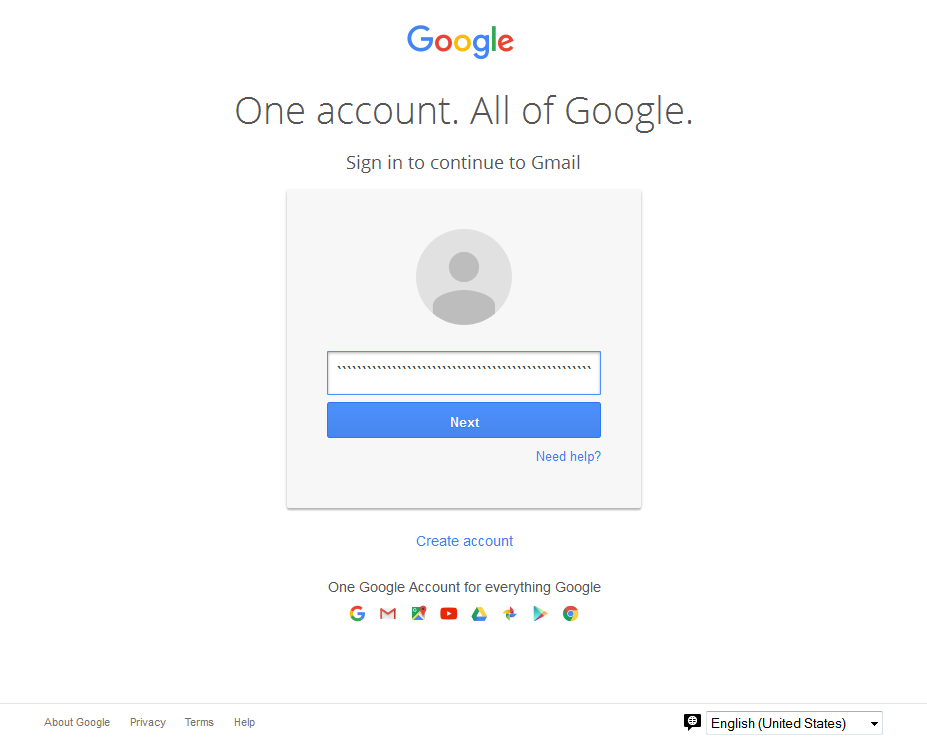 Google
One account. All of Google.
Sign in to continue to Gmail
Next
Need help?
Create account
One Google Account for everything Google
About Google Privacy Terms Help English (United States)